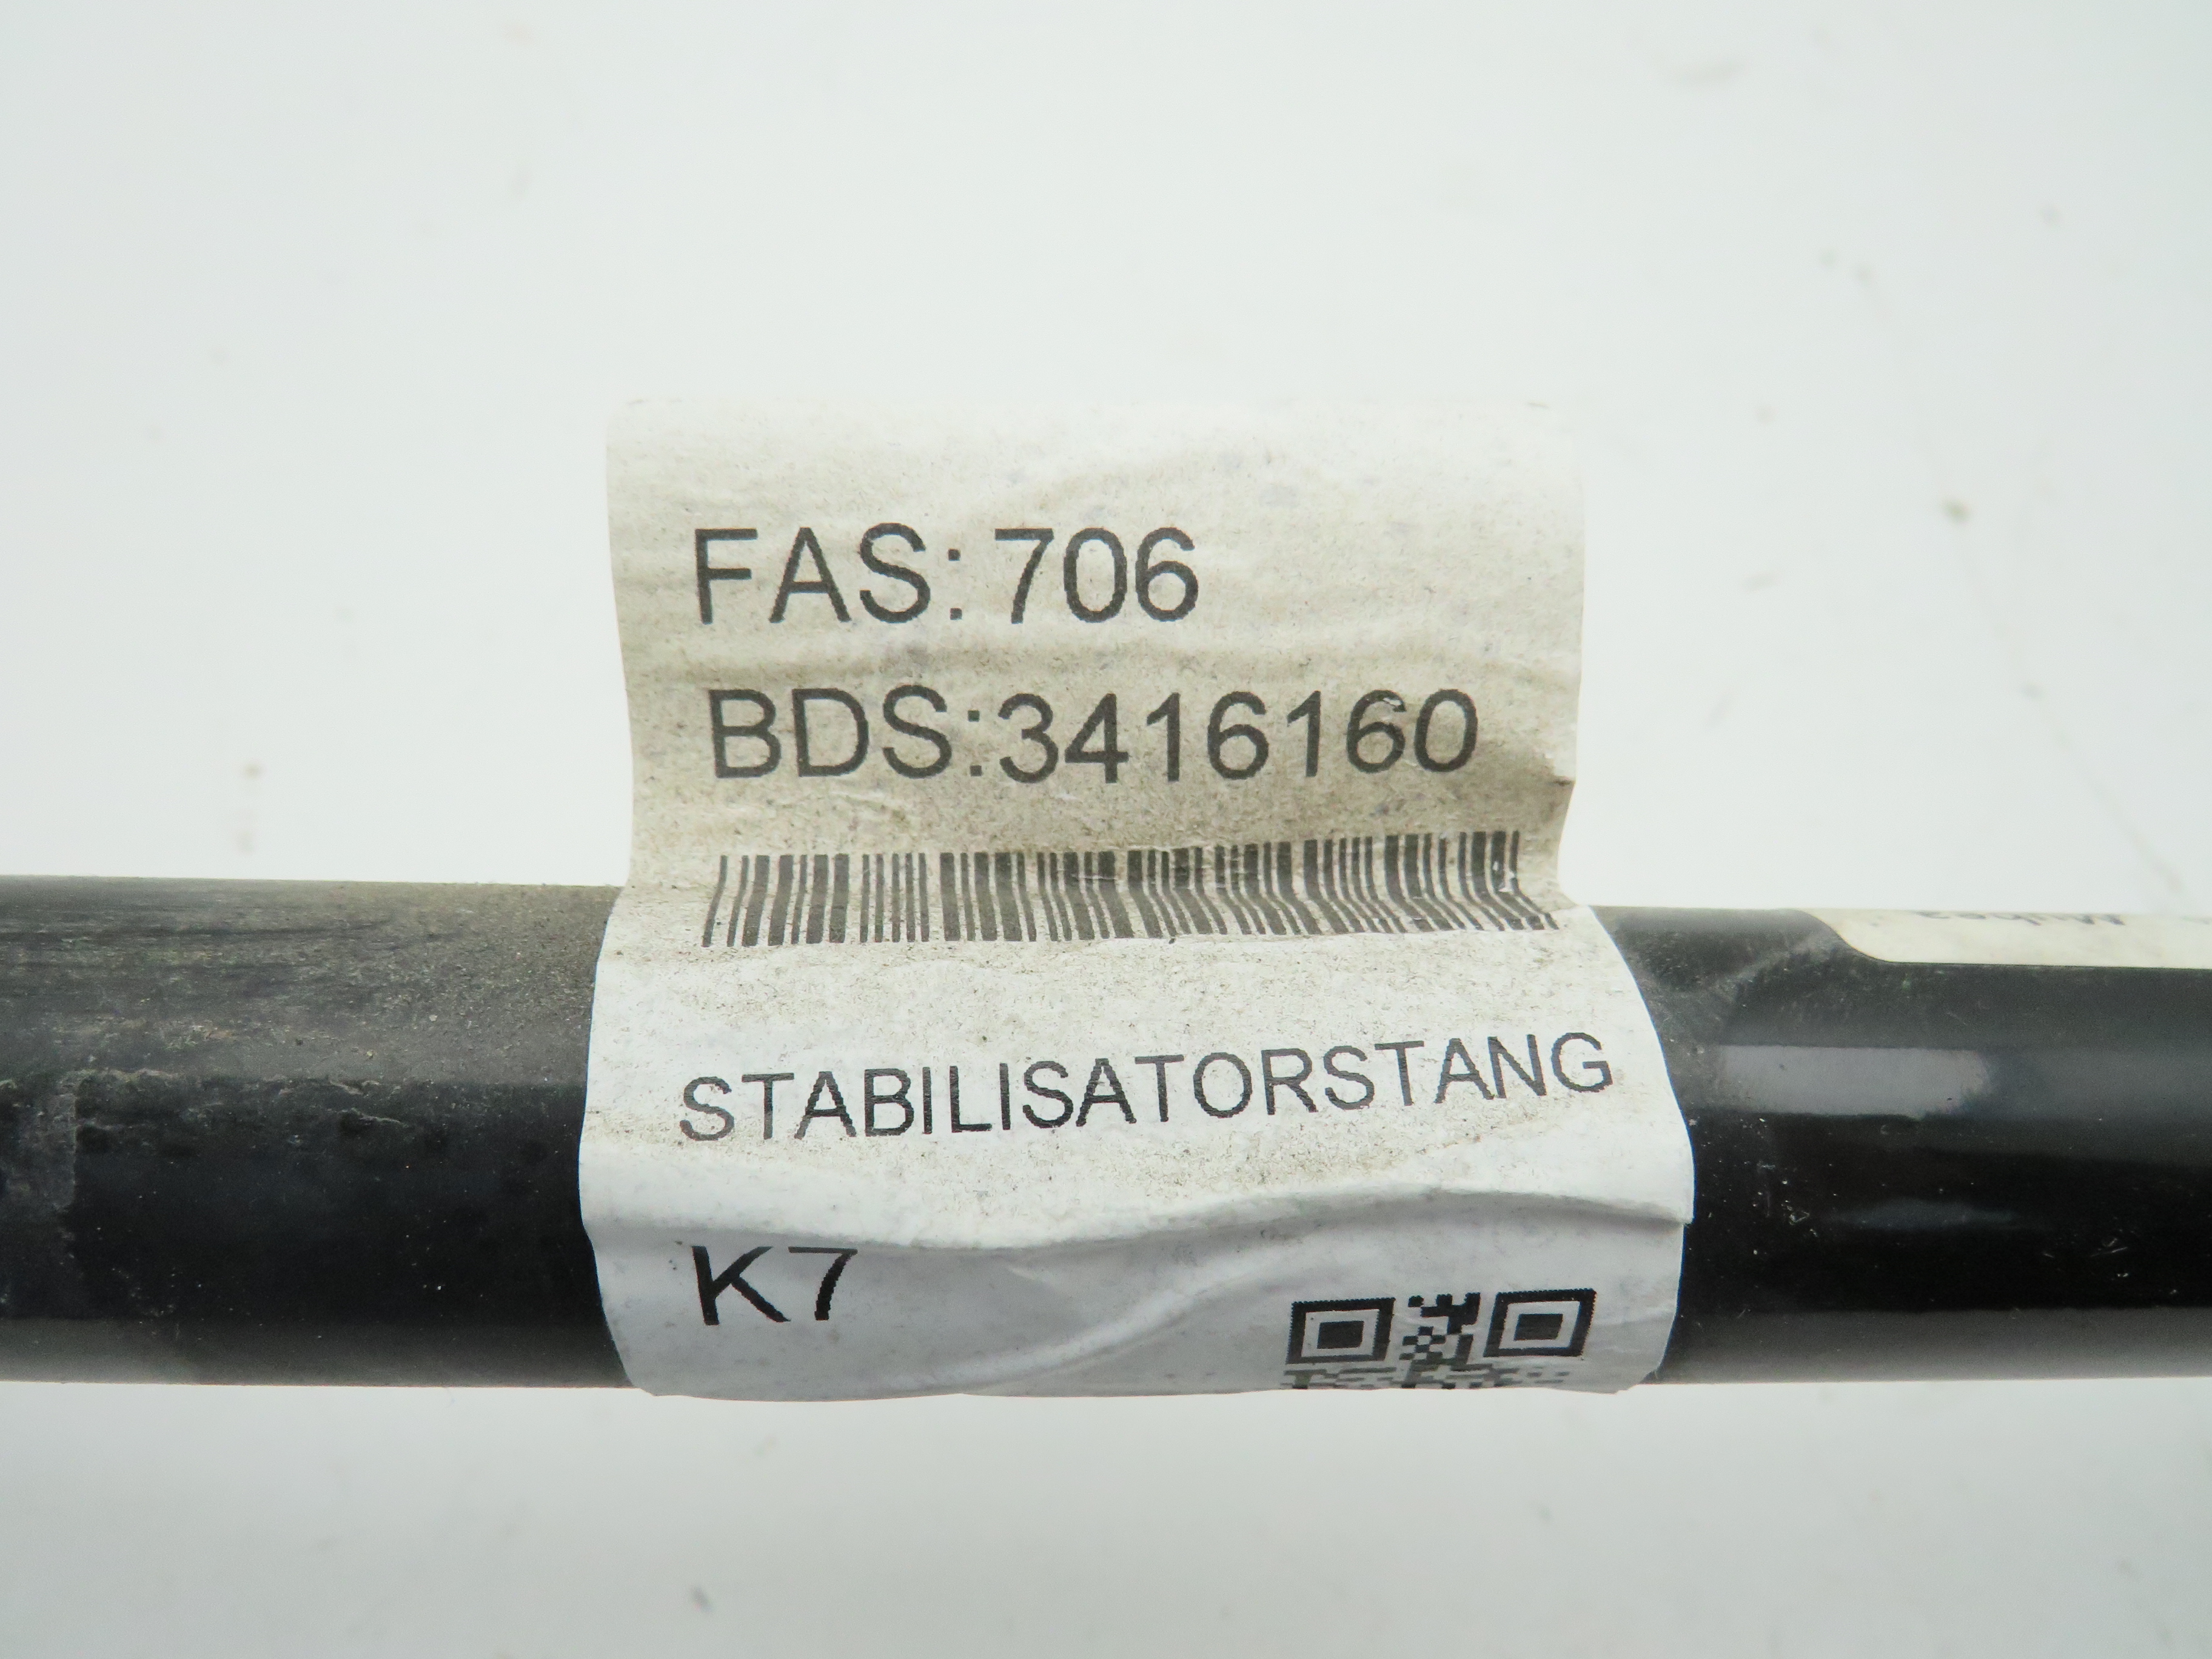 FAS: 706
BDS:3416160
STABILISATORSTANG
K7